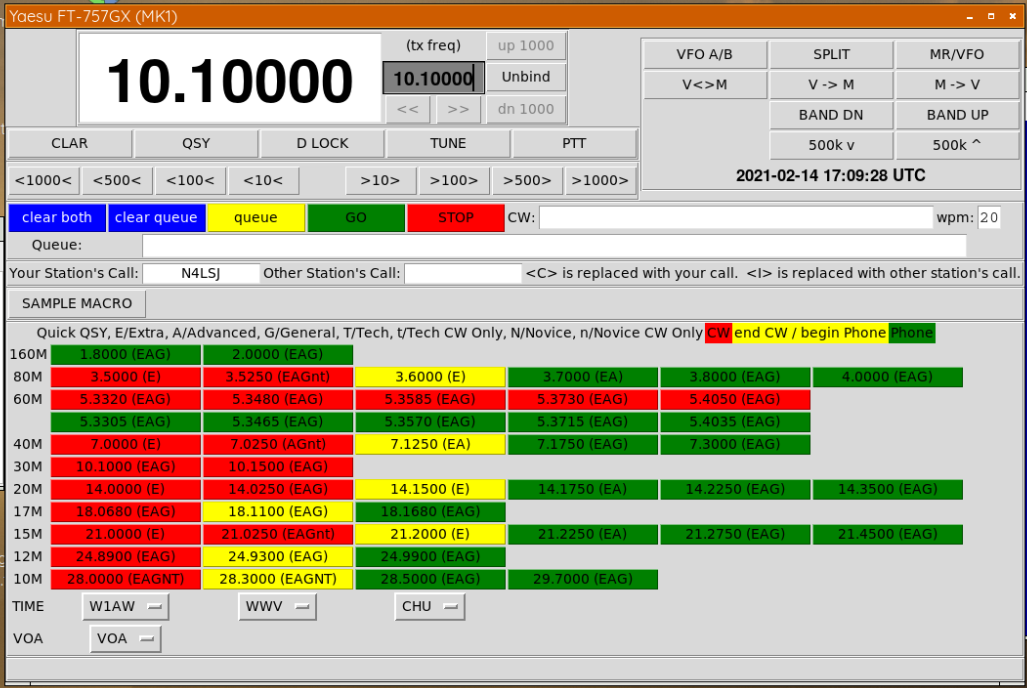 Yaesu FT-757GX (MK1)
10.10000
(tx freq)
10.10000
<< >>
up 1000
Unbind
dn 1000
VFO A/B SPLIT MR/VFO
V<>M V -> M M -> V
BAND DN BAND UP
500k v 500k ^
2021-02-14 17:09:28 UTC
CLAR QSY D LOCK TUNE PTT
<1000< <500< <100< <10< >10> >100> >500> >1000>
clear both clear queue queue GO STOP CW: wpm: 20
Queue:
Your Station's Call: N4LSJ Other Station's Call: <C> is replaced with your call. <I> is replaced with other station's call.
SAMPLE MACRO
Quick QSY, E/Extra, A/Advanced, G/General, T/Tech, t/Tech CW Only, N/Novice, n/Novice CW Only CW end CW / begin Phone Phone
160M 1.8000 (EAG) 2.0000 (EAG)
80M 3.5000 (E) 3.5250 (EAGnt) 3.6000 (E) 3.7000 (EA) 3.8000 (EAG) 4.0000 (EAG)
60M 5.3320 (EAG) 5.3480 (EAG) 5.3585 (EAG) 5.3730 (EAG) 5.4050 (EAG)
5.3305 (EAG) 5.3465 (EAG) 5.3570 (EAG) 5.3715 (EAG) 5.4035 (EAG)
40M 7.0000 (E) 7.0250 (AGnt) 7.1250 (EA) 7.1750 (EAG) 7.3000 (EAG)
30M 10.1000 (EAG) 10.1500 (EAG)
20M 14.0000 (E) 14.0250 (EAG) 14.1500 (E) 14.1750 (EA) 14.2250 (EAG) 14.3500 (EAG)
17M 18.0680 (EAG) 18.1100 (EAG) 18.1680 (EAG)
15M 21.0000 (E) 21.0250 (EAGnt) 21.2000 (E) 21.2250 (EA) 21.2750 (EAG) 21.4500 (EAG)
12M 24.8900 (EAG) 24.9300 (EAG) 24.9900 (EAG)
10M 28.0000 (EAGNT) 28.3000 (EAGNT) 28.5000 (EAG) 29.7000 (EAG)
TIME W1AW WWV CHU
VOA VOA